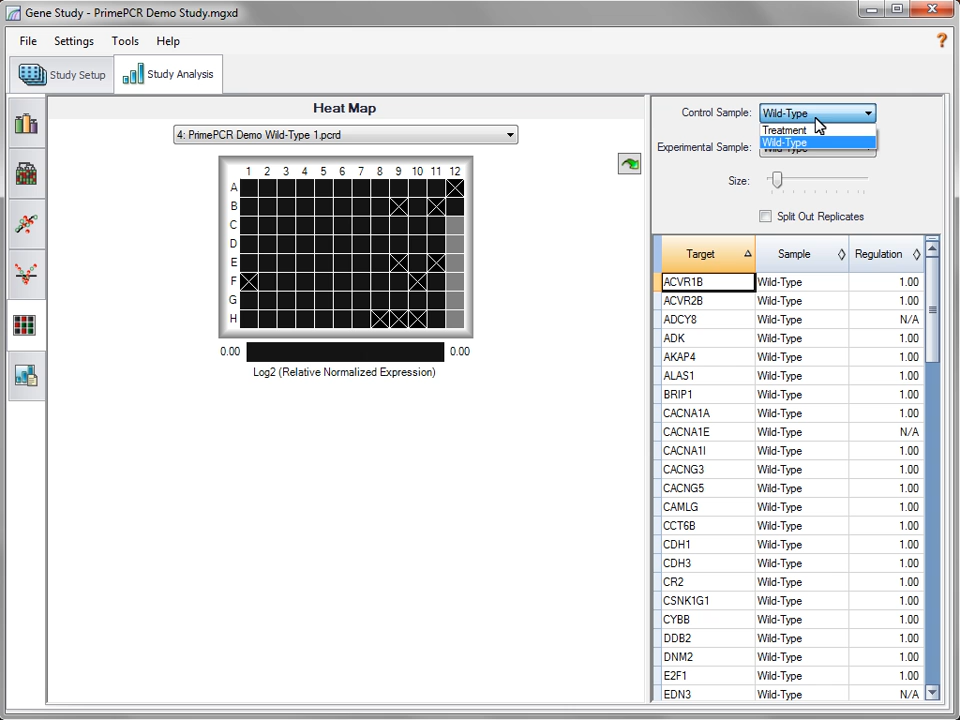 Gene Study - PrimePCR Demo Study.mgxd
File Settings Tools Help ?
Study Setup Study Analysis
Heat Map
4: PrimePCR Demo Wild-Type 1.pcrd
1 2 3 4 5 6 7 8 9 10 11 12
A
B
C
D
E
F
G
H
0.00 0.00
Log2 (Relative Normalized Expression)
Control Sample: Wild-Type
Treatment
Wild-Type
Experimental Sample: Wild-Type
Size:
Split Out Replicates
Target Sample Regulation
ACVR1B Wild-Type 1.00
ACVR2B Wild-Type 1.00
ADCY8 Wild-Type N/A
ADK Wild-Type 1.00
AKAP4 Wild-Type 1.00
ALAS1 Wild-Type 1.00
BRIP1 Wild-Type 1.00
CACNA1A Wild-Type 1.00
CACNA1E Wild-Type N/A
CACNA1I Wild-Type 1.00
CACNG3 Wild-Type 1.00
CACNG5 Wild-Type 1.00
CAMLG Wild-Type 1.00
CCT6B Wild-Type 1.00
CDH1 Wild-Type 1.00
CDH3 Wild-Type 1.00
CR2 Wild-Type 1.00
CSNK1G1 Wild-Type 1.00
CYBB Wild-Type 1.00
DDB2 Wild-Type 1.00
DNM2 Wild-Type 1.00
E2F1 Wild-Type 1.00
EDN3 Wild-Type N/A